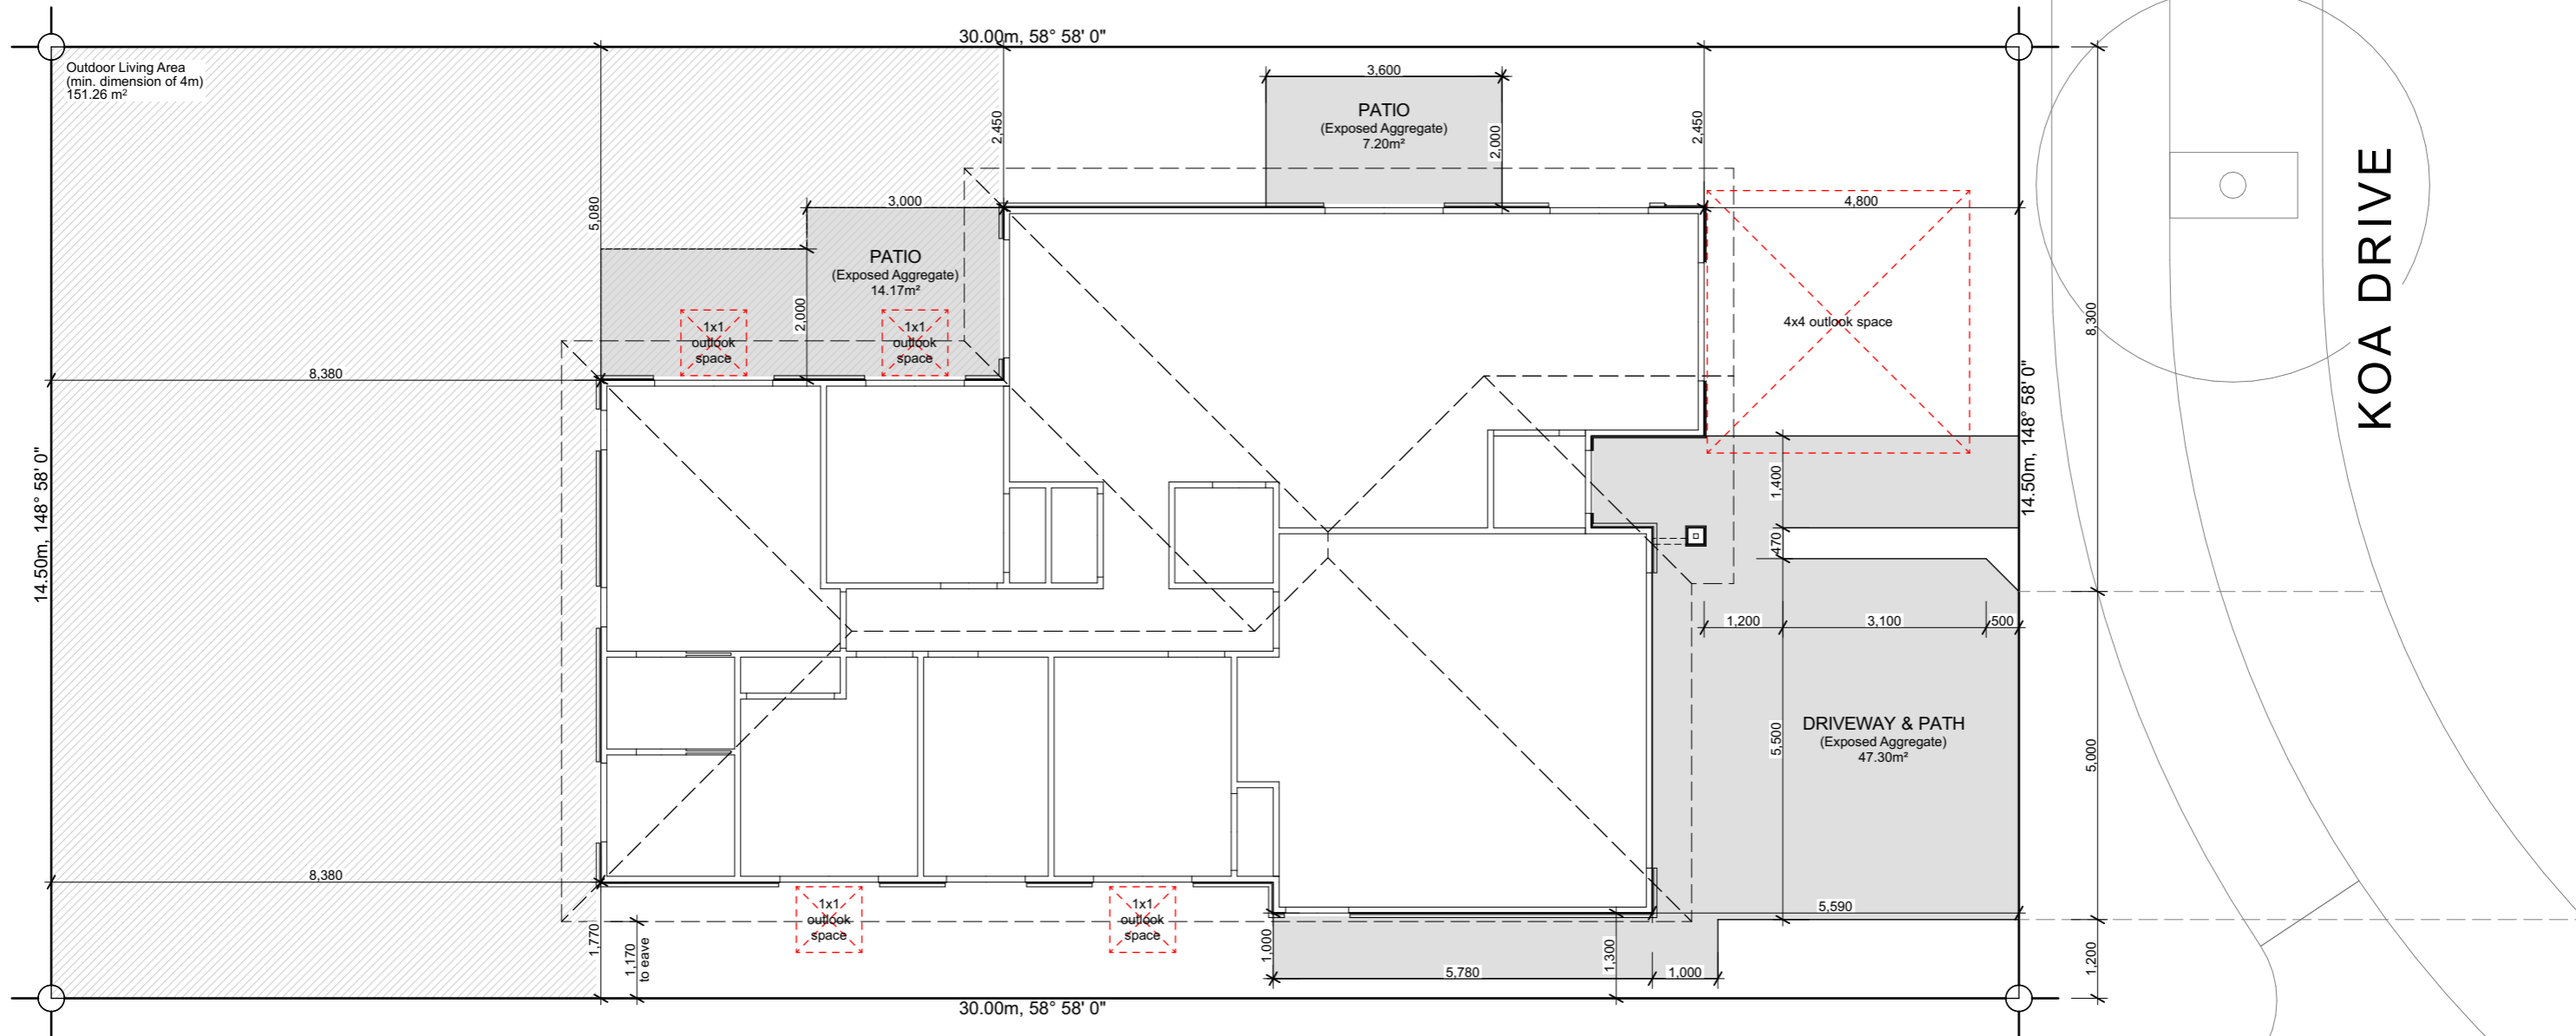 30.00m, 58° 58' 0"
Outdoor Living Area
(min. dimension of 4m)
151.26 m²
3,600
PATIO
(Exposed Aggregate)
7.20m²
2,000
2,450
2,450
KOA DRIVE
5,080
3,000
4,800
PATIO
(Exposed Aggregate)
14.17m²
2,000
1x1
outlook
space
1x1
outlook
space
4x4 outlook space
8,300
8,380
14.50m, 148° 58' 0"
14.50m, 148° 58' 0"
1,400
470
1,200
3,100
500
DRIVEWAY & PATH
(Exposed Aggregate)
47.30m²
5,500
5,000
8,380
1x1
outlook
space
1x1
outlook
space
5,590
1,770
1,170
to eave
1,000
1,300
5,780
1,000
1,200
30.00m, 58° 58' 0"